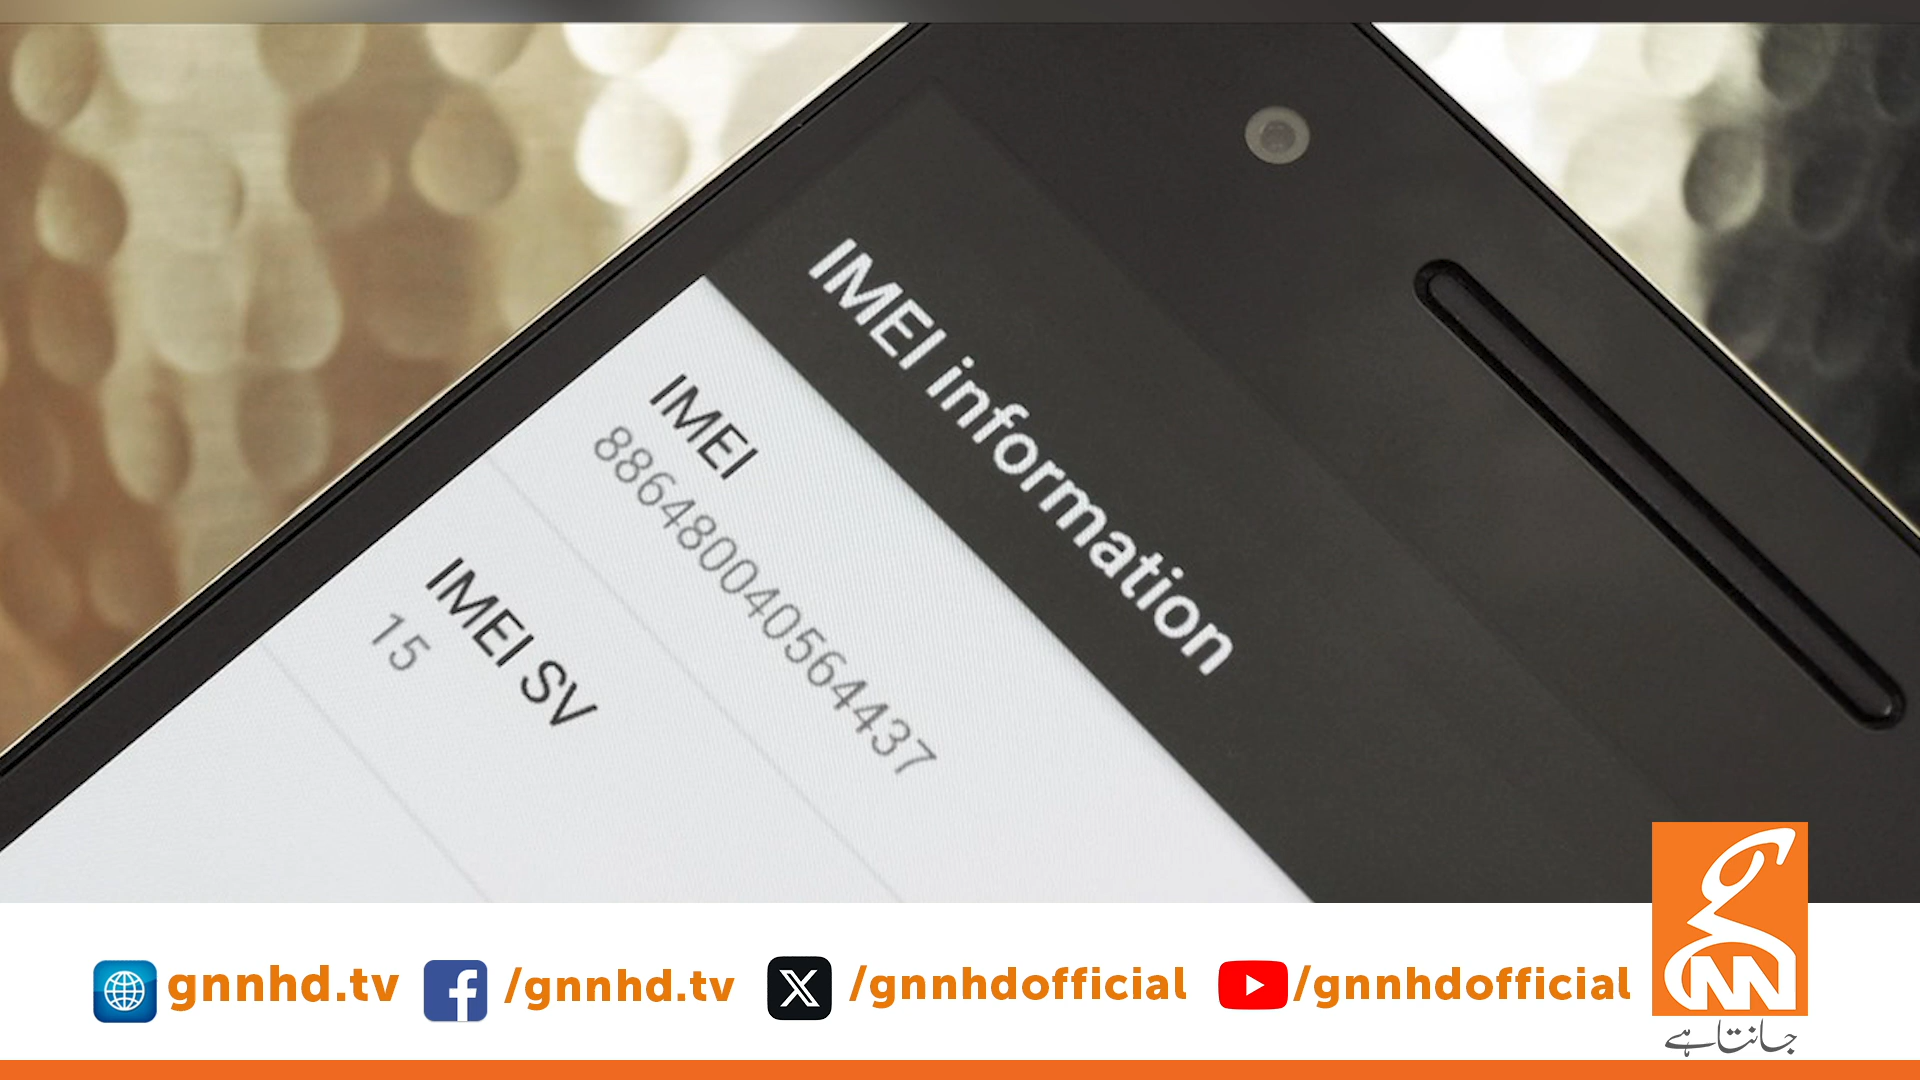 IMEI information
IMEI
886480040564437
IMEI SV
15
gnnhd.tv
/gnnhd.tv
/gnnhdofficial
/gnnhdofficial
GNN
جانتا ہے